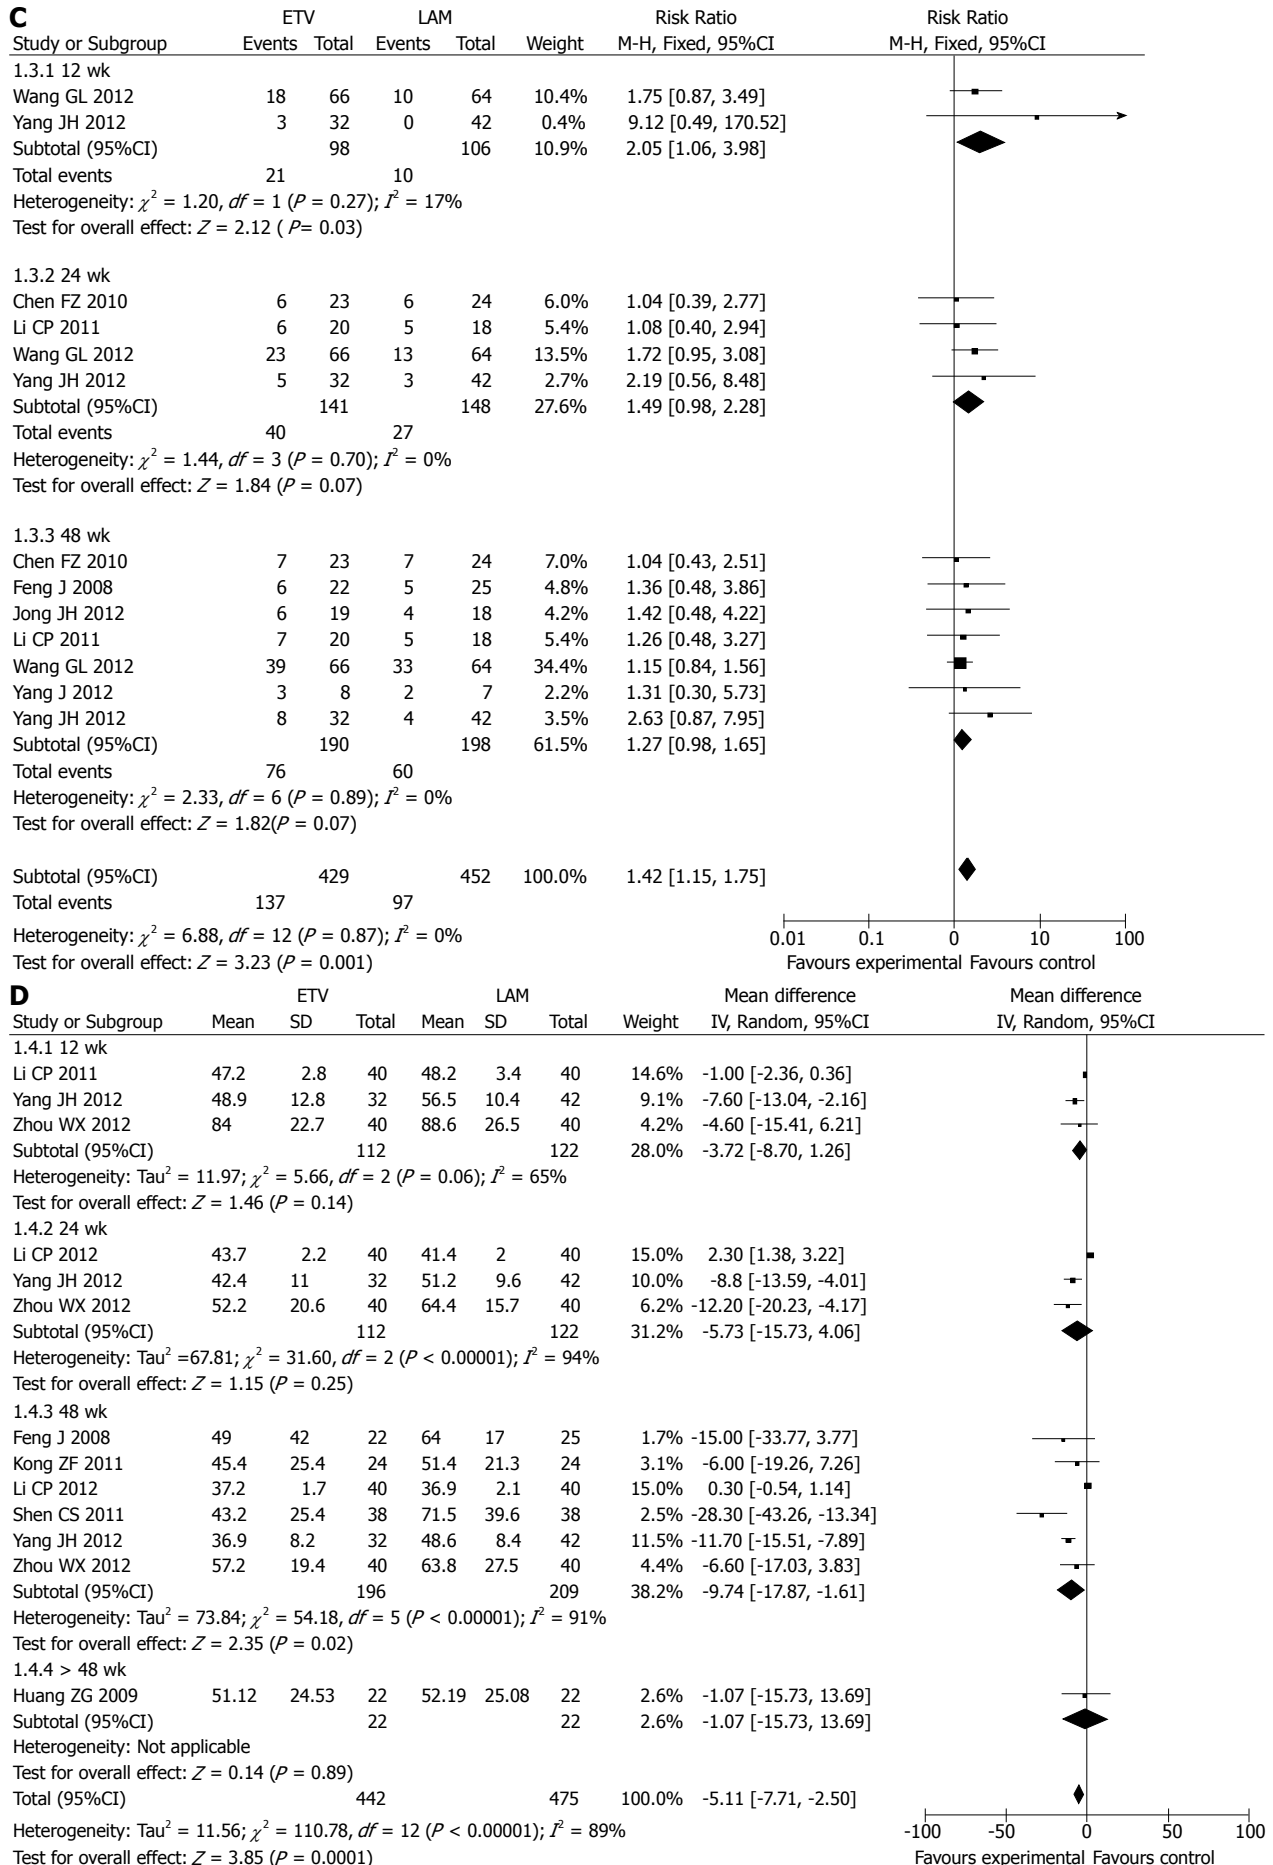 C ETV LAM Risk Ratio Risk Ratio
Study or Subgroup Events Total Events Total Weight M-H, Fixed, 95%CI M-H, Fixed, 95%CI
1.3.1 12 wk
Wang GL 2012 18 66 10 64 10.4% 1.75 [0.87, 3.49]
Yang JH 2012 3 32 0 42 0.4% 9.12 [0.49, 170.52]
Subtotal (95%CI) 98 106 10.9% 2.05 [1.06, 3.98]
Total events 21 10
Heterogeneity: χ² = 1.20, df = 1 (P = 0.27); I² = 17%
Test for overall effect: Z = 2.12 ( P= 0.03)
1.3.2 24 wk
Chen FZ 2010 6 23 6 24 6.0% 1.04 [0.39, 2.77]
Li CP 2011 6 20 5 18 5.4% 1.08 [0.40, 2.94]
Wang GL 2012 23 66 13 64 13.5% 1.72 [0.95, 3.08]
Yang JH 2012 5 32 3 42 2.7% 2.19 [0.56, 8.48]
Subtotal (95%CI) 141 148 27.6% 1.49 [0.98, 2.28]
Total events 40 27
Heterogeneity: χ² = 1.44, df = 3 (P = 0.70); I² = 0%
Test for overall effect: Z = 1.84 (P = 0.07)
1.3.3 48 wk
Chen FZ 2010 7 23 7 24 7.0% 1.04 [0.43, 2.51]
Feng J 2008 6 22 5 25 4.8% 1.36 [0.48, 3.86]
Jong JH 2012 6 19 4 18 4.2% 1.42 [0.48, 4.22]
Li CP 2011 7 20 5 18 5.4% 1.26 [0.48, 3.27]
Wang GL 2012 39 66 33 64 34.4% 1.15 [0.84, 1.56]
Yang J 2012 3 8 2 7 2.2% 1.31 [0.30, 5.73]
Yang JH 2012 8 32 4 42 3.5% 2.63 [0.87, 7.95]
Subtotal (95%CI) 190 198 61.5% 1.27 [0.98, 1.65]
Total events 76 60
Heterogeneity: χ² = 2.33, df = 6 (P = 0.89); I² = 0%
Test for overall effect: Z = 1.82(P = 0.07)
Subtotal (95%CI) 429 452 100.0% 1.42 [1.15, 1.75]
Total events 137 97
Heterogeneity: χ² = 6.88, df = 12 (P = 0.87); I² = 0%
0.01 0.1 0 10 100
Test for overall effect: Z = 3.23 (P = 0.001)
Favours experimental Favours control
D ETV LAM Mean difference Mean difference
Study or Subgroup Mean SD Total Mean SD Total Weight IV, Random, 95%CI IV, Random, 95%CI
1.4.1 12 wk
Li CP 2011 47.2 2.8 40 48.2 3.4 40 14.6% -1.00 [-2.36, 0.36]
Yang JH 2012 48.9 12.8 32 56.5 10.4 42 9.1% -7.60 [-13.04, -2.16]
Zhou WX 2012 84 22.7 40 88.6 26.5 40 4.2% -4.60 [-15.41, 6.21]
Subtotal (95%CI) 112 122 28.0% -3.72 [-8.70, 1.26]
Heterogeneity: Tau² = 11.97; χ² = 5.66, df = 2 (P = 0.06); I² = 65%
Test for overall effect: Z = 1.46 (P = 0.14)
1.4.2 24 wk
Li CP 2012 43.7 2.2 40 41.4 2 40 15.0% 2.30 [1.38, 3.22]
Yang JH 2012 42.4 11 32 51.2 9.6 42 10.0% -8.8 [-13.59, -4.01]
Zhou WX 2012 52.2 20.6 40 64.4 15.7 40 6.2% -12.20 [-20.23, -4.17]
Subtotal (95%CI) 112 122 31.2% -5.73 [-15.73, 4.06]
Heterogeneity: Tau² =67.81; χ² = 31.60, df = 2 (P < 0.00001); I² = 94%
Test for overall effect: Z = 1.15 (P = 0.25)
1.4.3 48 wk
Feng J 2008 49 42 22 64 17 25 1.7% -15.00 [-33.77, 3.77]
Kong ZF 2011 45.4 25.4 24 51.4 21.3 24 3.1% -6.00 [-19.26, 7.26]
Li CP 2012 37.2 1.7 40 36.9 2.1 40 15.0% 0.30 [-0.54, 1.14]
Shen CS 2011 43.2 25.4 38 71.5 39.6 38 2.5% -28.30 [-43.26, -13.34]
Yang JH 2012 36.9 8.2 32 48.6 8.4 42 11.5% -11.70 [-15.51, -7.89]
Zhou WX 2012 57.2 19.4 40 63.8 27.5 40 4.4% -6.60 [-17.03, 3.83]
Subtotal (95%CI) 196 209 38.2% -9.74 [-17.87, -1.61]
Heterogeneity: Tau² = 73.84; χ² = 54.18, df = 5 (P < 0.00001); I² = 91%
Test for overall effect: Z = 2.35 (P = 0.02)
1.4.4 > 48 wk
Huang ZG 2009 51.12 24.53 22 52.19 25.08 22 2.6% -1.07 [-15.73, 13.69]
Subtotal (95%CI) 22 22 2.6% -1.07 [-15.73, 13.69]
Heterogeneity: Not applicable
Test for overall effect: Z = 0.14 (P = 0.89)
Total (95%CI) 442 475 100.0% -5.11 [-7.71, -2.50]
Heterogeneity: Tau² = 11.56; χ² = 110.78, df = 12 (P < 0.00001); I² = 89%
-100 -50 0 50 100
Test for overall effect: Z = 3.85 (P = 0.0001)
Favours experimental Favours control